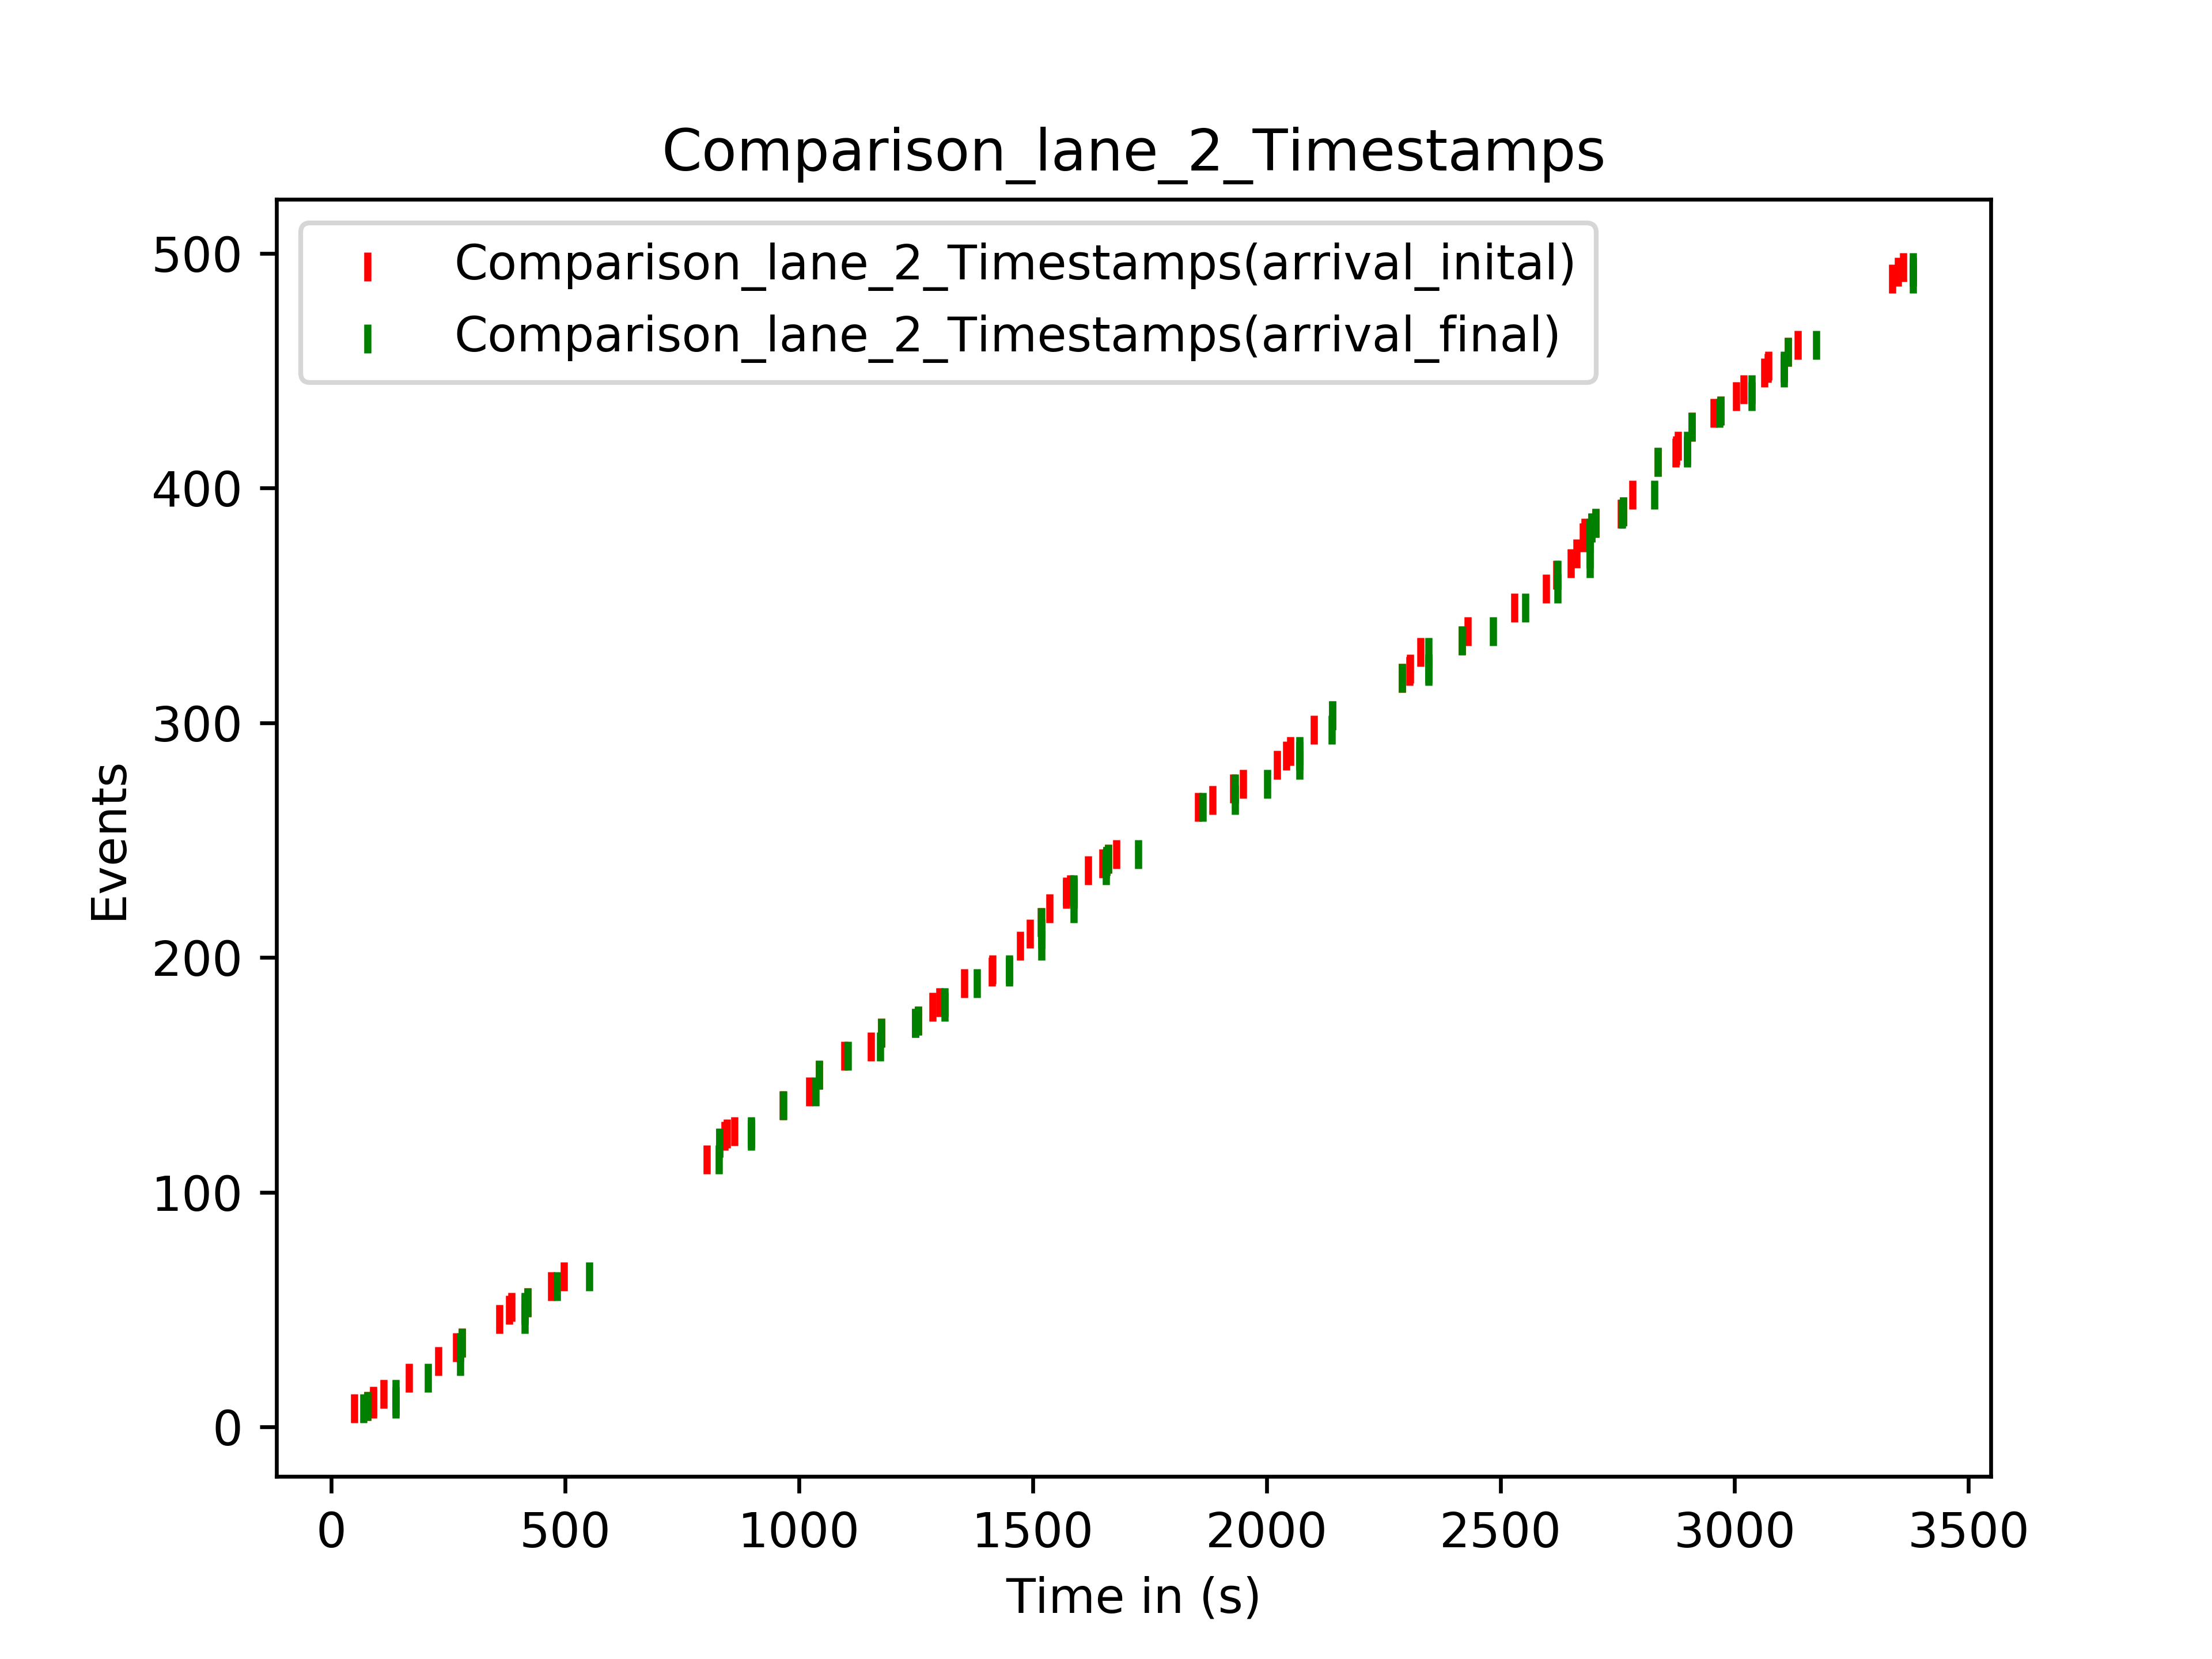 Comparison_lane_2_Timestamps
Comparison_lane_2_Timestamps(arrival_inital)
Comparison_lane_2_Timestamps(arrival_final)
500
400
300
200
100
0
Events
0 500 1000 1500 2000 2500 3000 3500
Time in (s)